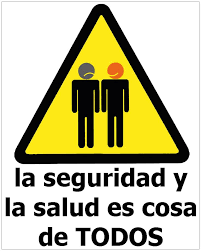 la seguridad y
la salud es cosa
de TODOS